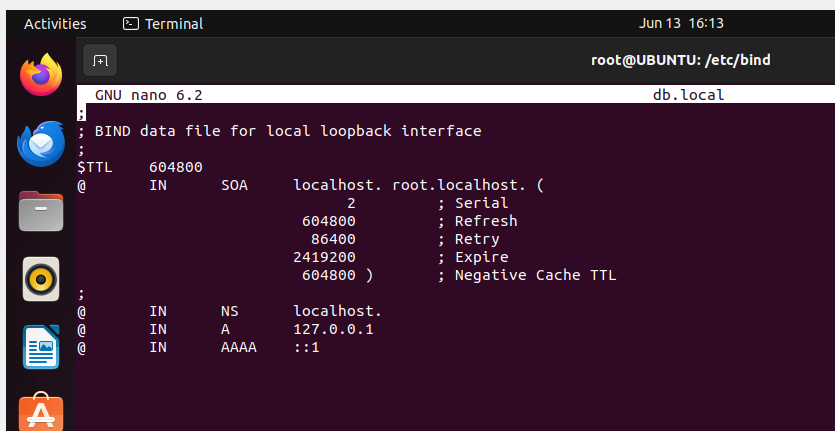 Activities Terminal Jun 13 16:13
root@UBUNTU: /etc/bind
GNU nano 6.2 db.local
;
; BIND data file for local loopback interface
;
$TTL 604800
@ IN SOA localhost. root.localhost. (
2 ; Serial
604800 ; Refresh
86400 ; Retry
2419200 ; Expire
604800 ) ; Negative Cache TTL
;
@ IN NS localhost.
@ IN A 127.0.0.1
@ IN AAAA ::1